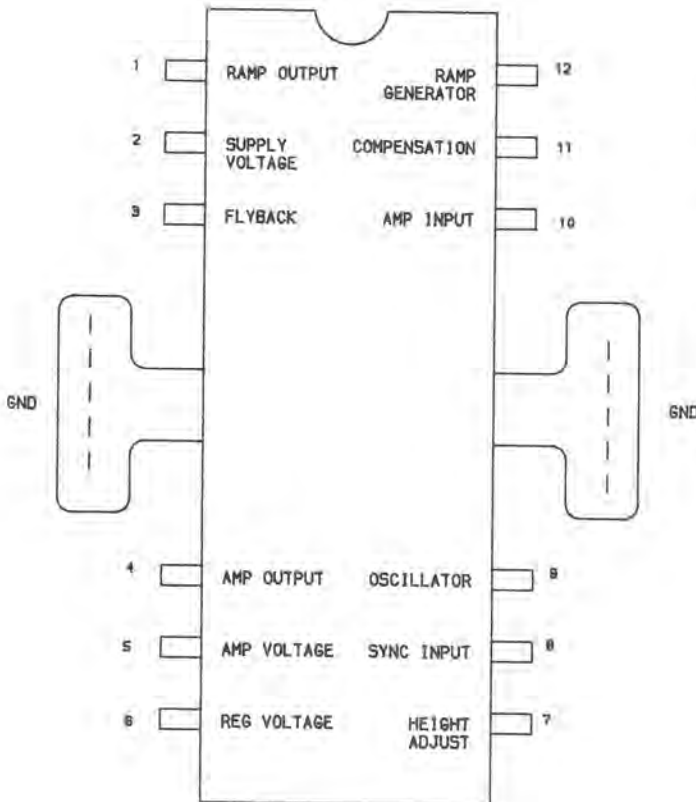 1 RAMP OUTPUT
RAMP GENERATOR 12
2 SUPPLY VOLTAGE
COMPENSATION 11
3 FLYBACK
AMP INPUT 10
GND
GND
4 AMP OUTPUT
OSCILLATOR 9
5 AMP VOLTAGE
SYNC INPUT 8
6 REG VOLTAGE
HEIGHT ADJUST 7